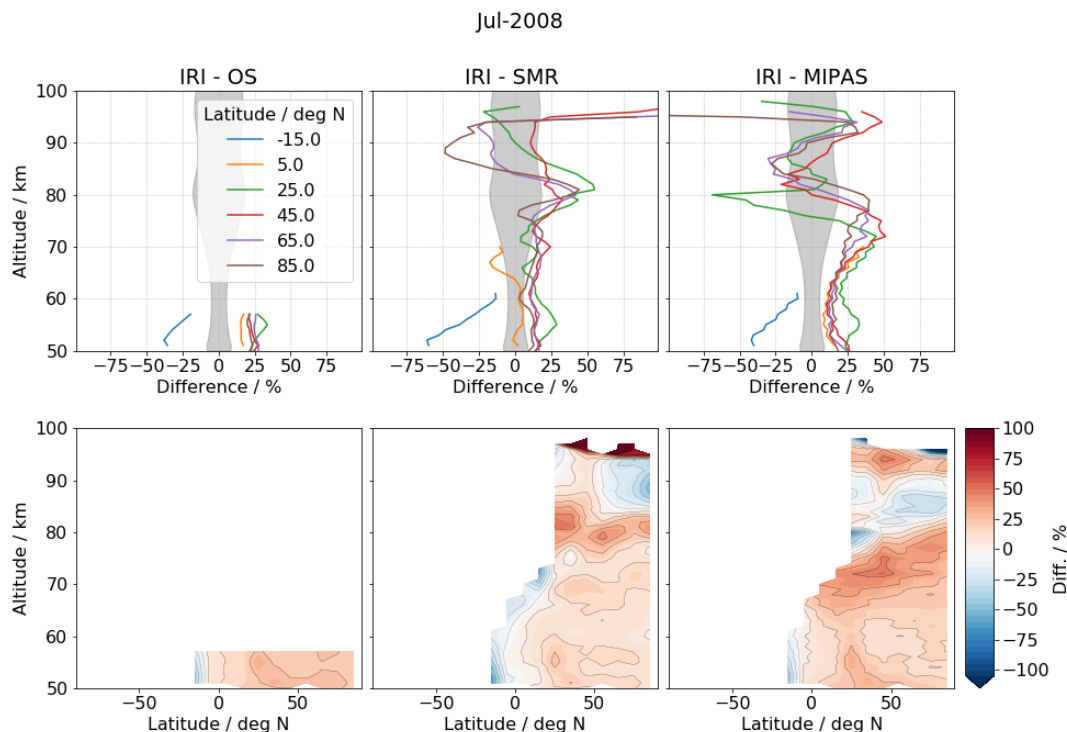 Jul-2008
IRI - OS
IRI - SMR
IRI - MIPAS
Altitude / km
100
90
80
70
60
50
Latitude / deg N
-15.0
5.0
25.0
45.0
65.0
85.0
−75 −50 −25 0 25 50 75
−75 −50 −25 0 25 50 75
−75 −50 −25 0 25 50 75
Difference / %
Difference / %
Difference / %
Altitude / km
100
90
80
70
60
50
−50 0 50
−50 0 50
−50 0 50
Latitude / deg N
Latitude / deg N
Latitude / deg N
100
75
50
25
0
−25
−50
−75
−100
Diff. / %